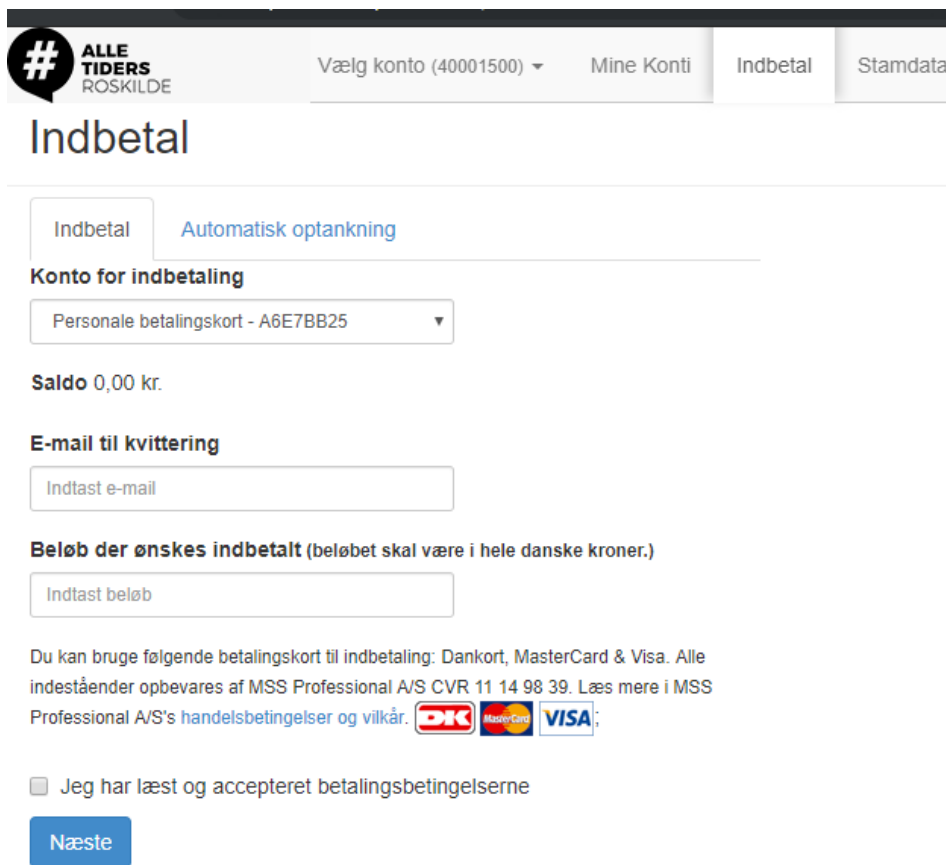 #
ALLE
TIDERS
ROSKILDE
Vælg konto (40001500)
Mine Konti
Indbetal
Stamdata
Indbetal
Indbetal
Automatisk optankning
Konto for indbetaling
Personale betalingskort - A6E7BB25
Saldo 0,00 kr.
E-mail til kvittering
Indtast e-mail
Beløb der ønskes indbetalt (beløbet skal være i hele danske kroner.)
Indtast beløb
Du kan bruge følgende betalingskort til indbetaling: Dankort, MasterCard & Visa. Alle
indeståender opbevares af MSS Professional A/S CVR 11 14 98 39. Læs mere i MSS
Professional A/S's handelsbetingelser og vilkår. DK MasterCard VISA;
Jeg har læst og accepteret betalingsbetingelserne
Næste